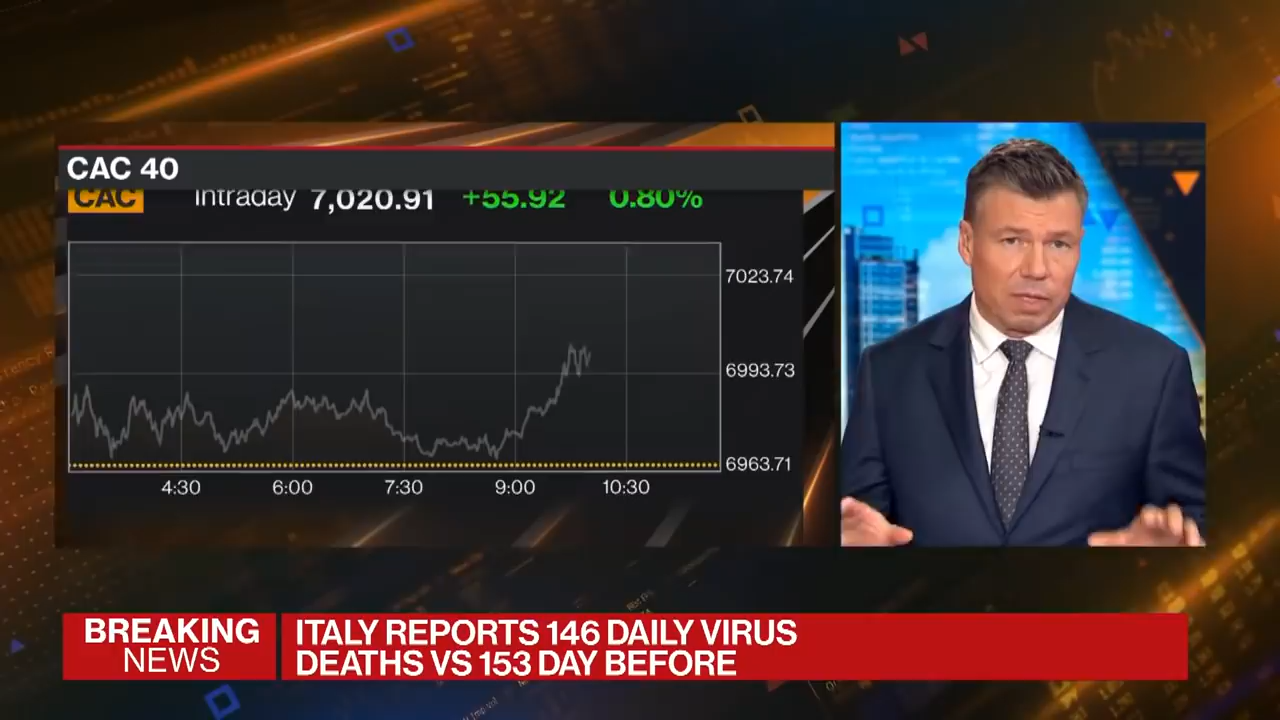 CAC 40
CAC Intraday 7,020.91 +55.92 0.80%
7023.74
6993.73
6963.71
4:30 6:00 7:30 9:00 10:30
BREAKING
NEWS
ITALY REPORTS 146 DAILY VIRUS
DEATHS VS 153 DAY BEFORE